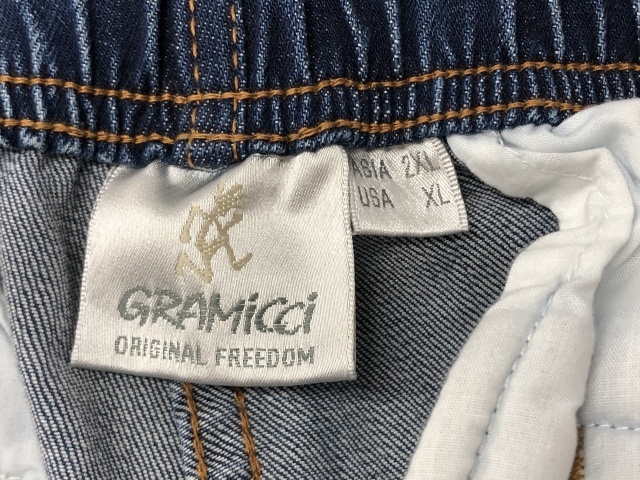 GRAMicci
ORIGINAL FREEDOM
ASIA 2XL
USA XL